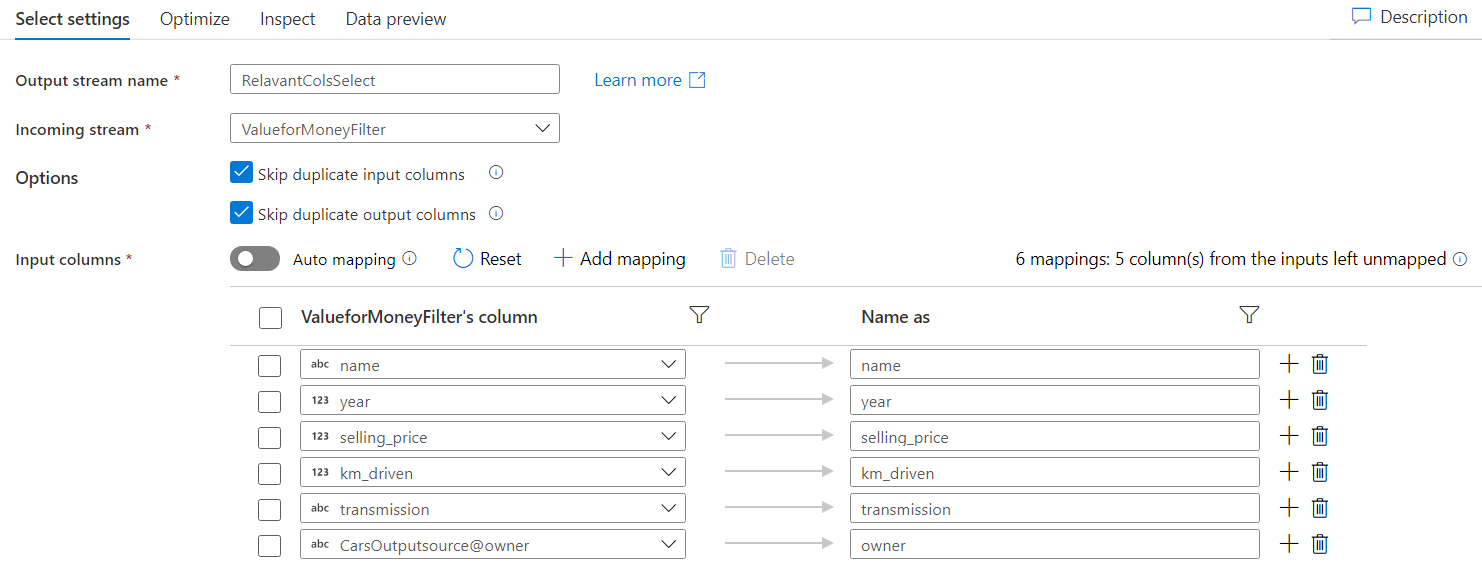 Select settings Optimize Inspect Data preview Description
Output stream name * RelavantColsSelect Learn more
Incoming stream * ValueforMoneyFilter
Options Skip duplicate input columns
Skip duplicate output columns
Input columns * Auto mapping Reset Add mapping Delete 6 mappings: 5 column(s) from the inputs left unmapped
ValueforMoneyFilter's column Name as
abc name name
123 year year
123 selling_price selling_price
123 km_driven km_driven
abc transmission transmission
abc CarsOutputsource@owner owner